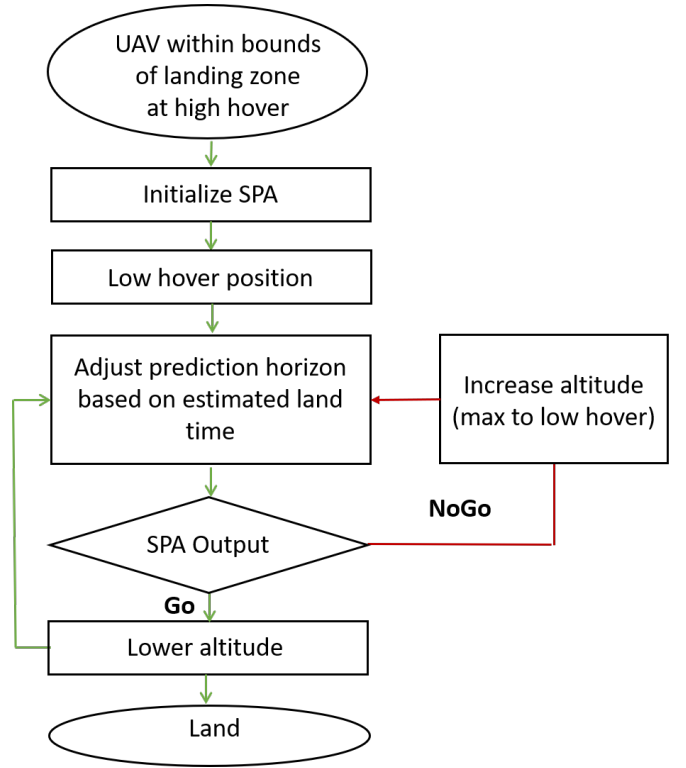 UAV within bounds
of landing zone
at high hover
Initialize SPA
Low hover position
Adjust prediction horizon
based on estimated land
time
Increase altitude
(max to low hover)
NoGo
SPA Output
Go
Lower altitude
Land